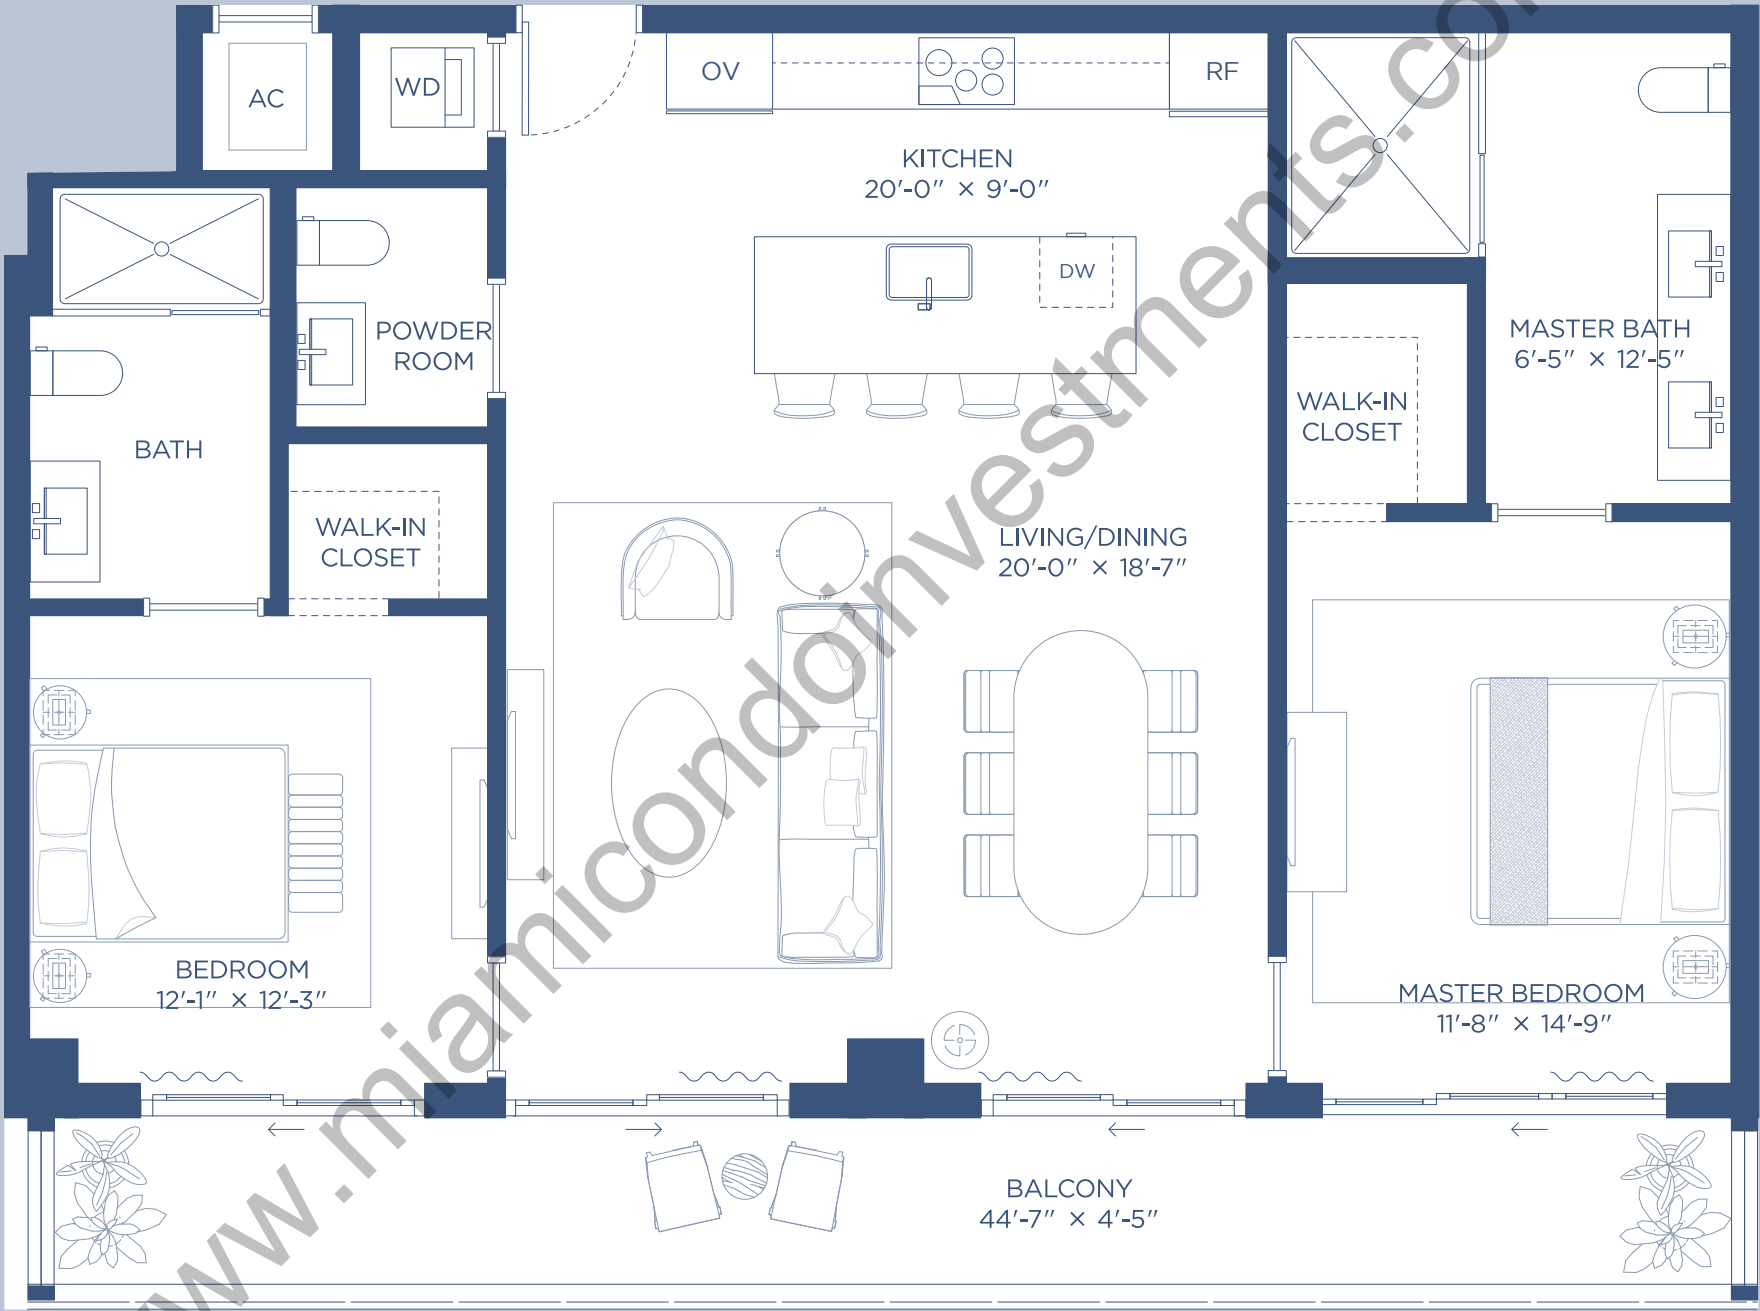 AC
WD
OV
RF
KITCHEN
20'-0" × 9'-0"
DW
POWDER
ROOM
MASTER BATH
6'-5" × 12'-5"
WALK-IN
CLOSET
BATH
WALK-IN
CLOSET
LIVING/DINING
20'-0" × 18'-7"
BEDROOM
12'-1" × 12'-3"
MASTER BEDROOM
11'-8" × 14'-9"
BALCONY
44'-7" × 4'-5"
www.miamicondoinvestments.com